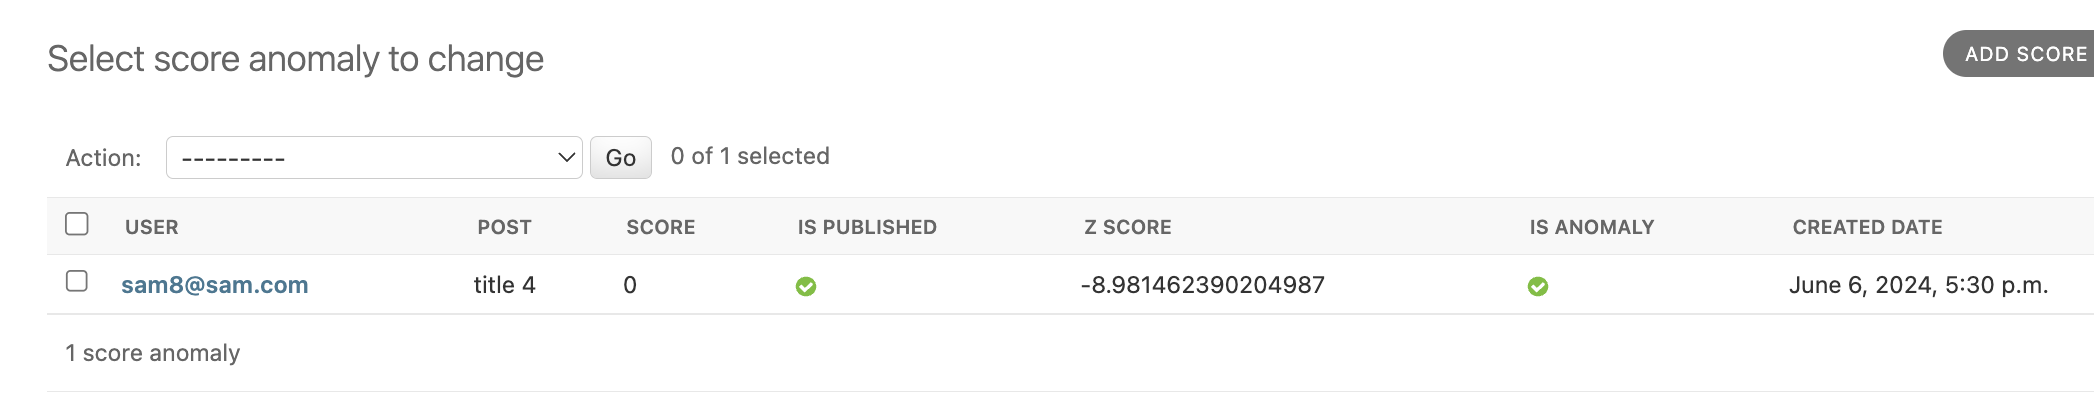 Select score anomaly to change
ADD SCORE
Action: --------- Go 0 of 1 selected
USER POST SCORE IS PUBLISHED Z SCORE IS ANOMALY CREATED DATE
sam8@sam.com title 4 0 -8.981462390204987 June 6, 2024, 5:30 p.m.
1 score anomaly